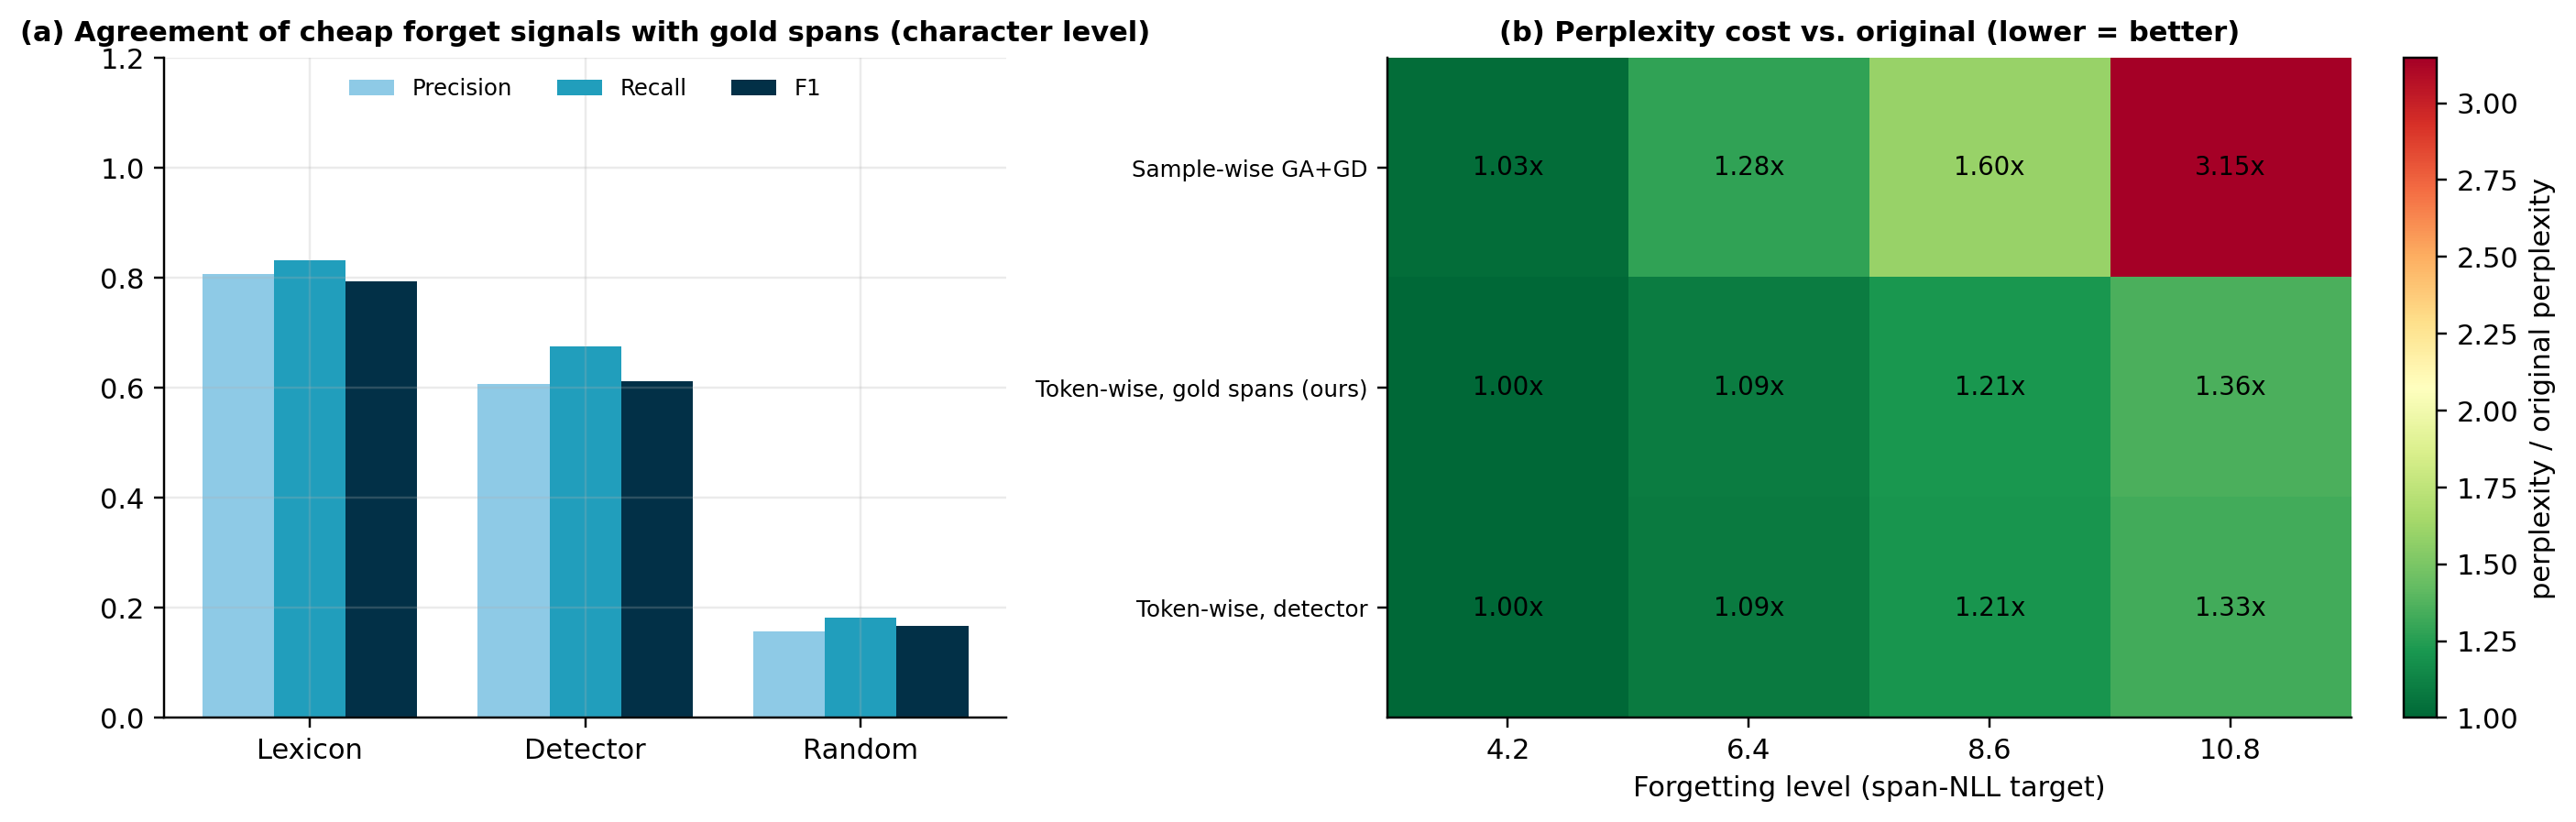 (a) Agreement of cheap forget signals with gold spans (character level)
1.2
1.0
0.8
0.6
0.4
0.2
0.0
Precision
Recall
F1
Lexicon
Detector
Random
(b) Perplexity cost vs. original (lower = better)
Sample-wise GA+GD
1.03x
1.28x
1.60x
3.15x
Token-wise, gold spans (ours)
1.00x
1.09x
1.21x
1.36x
Token-wise, detector
1.00x
1.09x
1.21x
1.33x
4.2
6.4
8.6
10.8
Forgetting level (span-NLL target)
3.00
2.75
2.50
2.25
2.00
1.75
1.50
1.25
1.00
perplexity / original perplexity